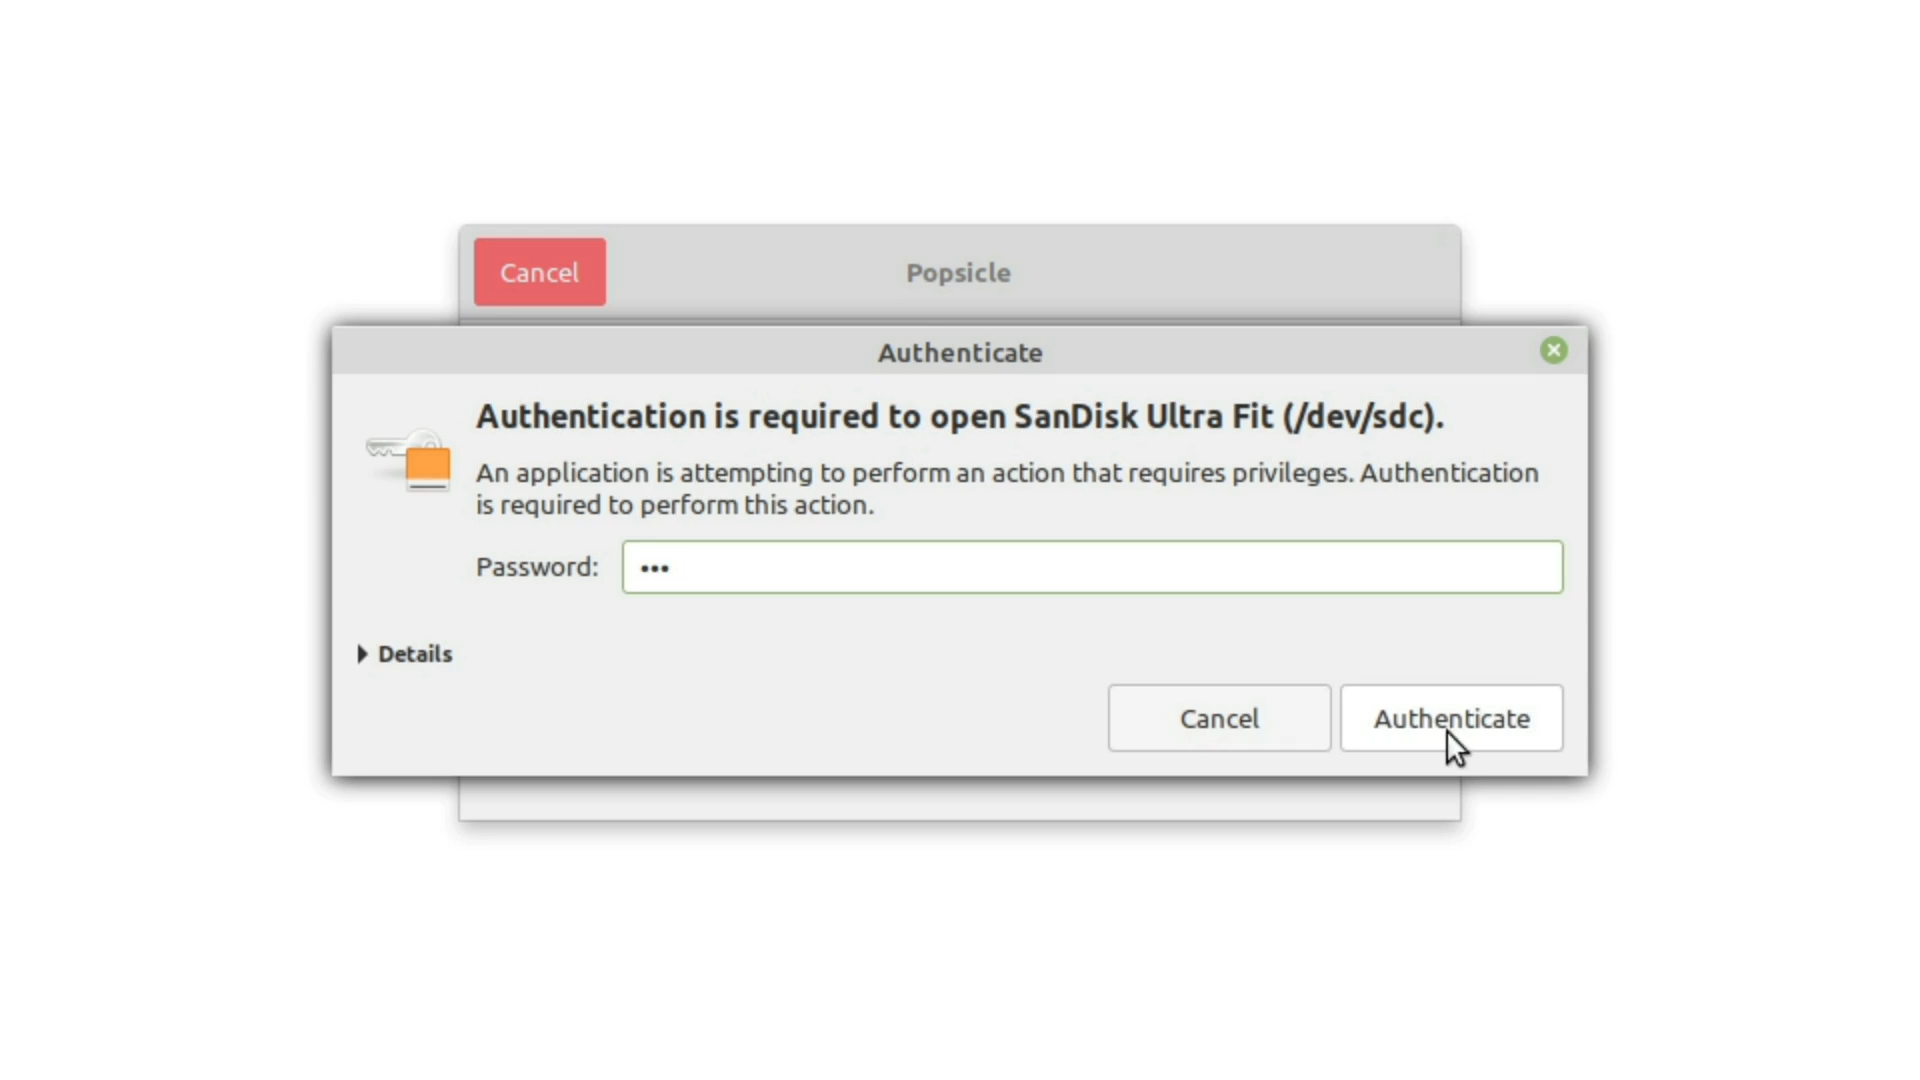 Cancel
Popsicle
Authenticate
Authentication is required to open SanDisk Ultra Fit (/dev/sdc).
An application is attempting to perform an action that requires privileges. Authentication
is required to perform this action.
Password: •••
Details
Cancel
Authenticate